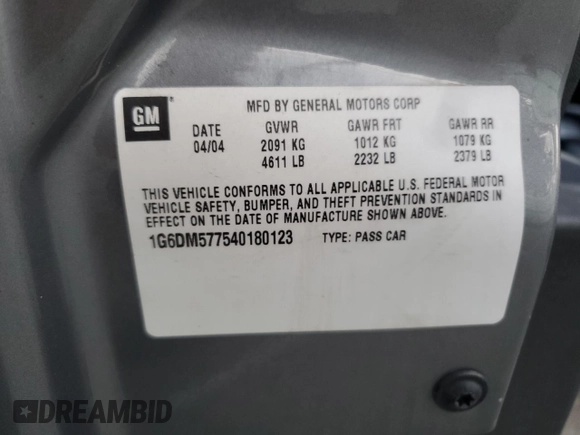 GM
MFD BY GENERAL MOTORS CORP
DATE GVWR GAWR FRT GAWR RR
04/04 2091 KG 1012 KG 1079 KG
4611 LB 2232 LB 2379 LB
THIS VEHICLE CONFORMS TO ALL APPLICABLE U.S. FEDERAL MOTOR
VEHICLE SAFETY, BUMPER, AND THEFT PREVENTION STANDARDS IN
EFFECT ON THE DATE OF MANUFACTURE SHOWN ABOVE.
1G6DM577540180123 TYPE: PASS CAR
DREAMBID